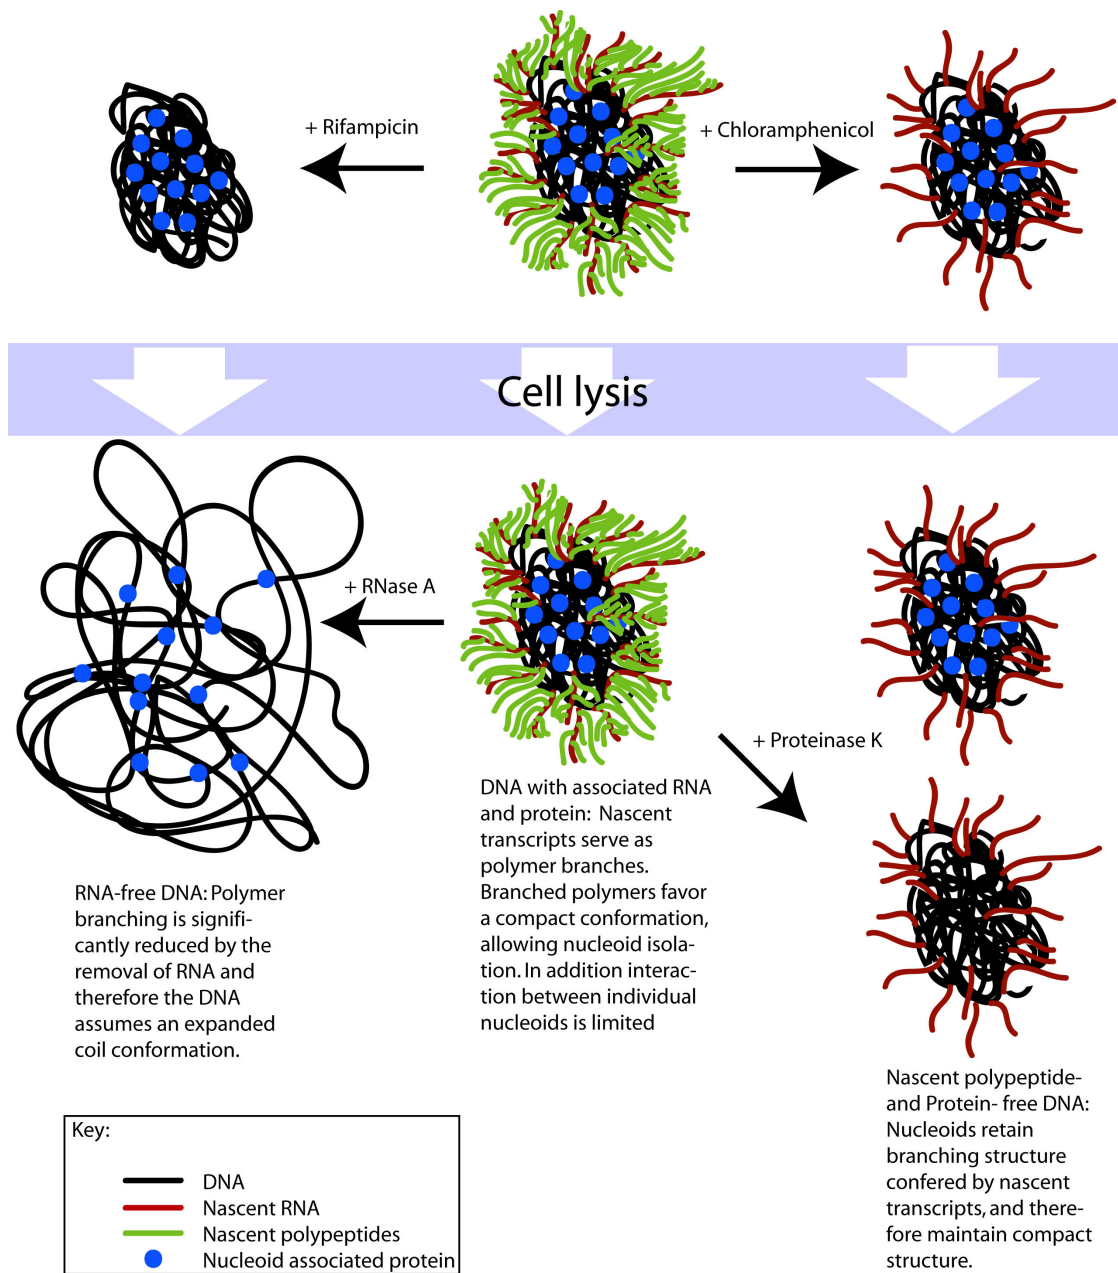 + Rifampicin
+ Chloramphenicol
Cell lysis
+ RNase A
+ Proteinase K
DNA with associated RNA
and protein: Nascent
transcripts serve as
polymer branches.
Branched polymers favor
a compact conformation,
allowing nucleoid isola-
tion. In addition interac-
tion between individual
nucleoids is limited
RNA-free DNA: Polymer
branching is signifi-
cantly reduced by the
removal of RNA and
therefore the DNA
assumes an expanded
coil conformation.
Nascent polypeptide-
and Protein- free DNA:
Nucleoids retain
branching structure
confered by nascent
transcripts, and there-
fore maintain compact
structure.
Key:
DNA
Nascent RNA
Nascent polypeptides
Nucleoid associated protein